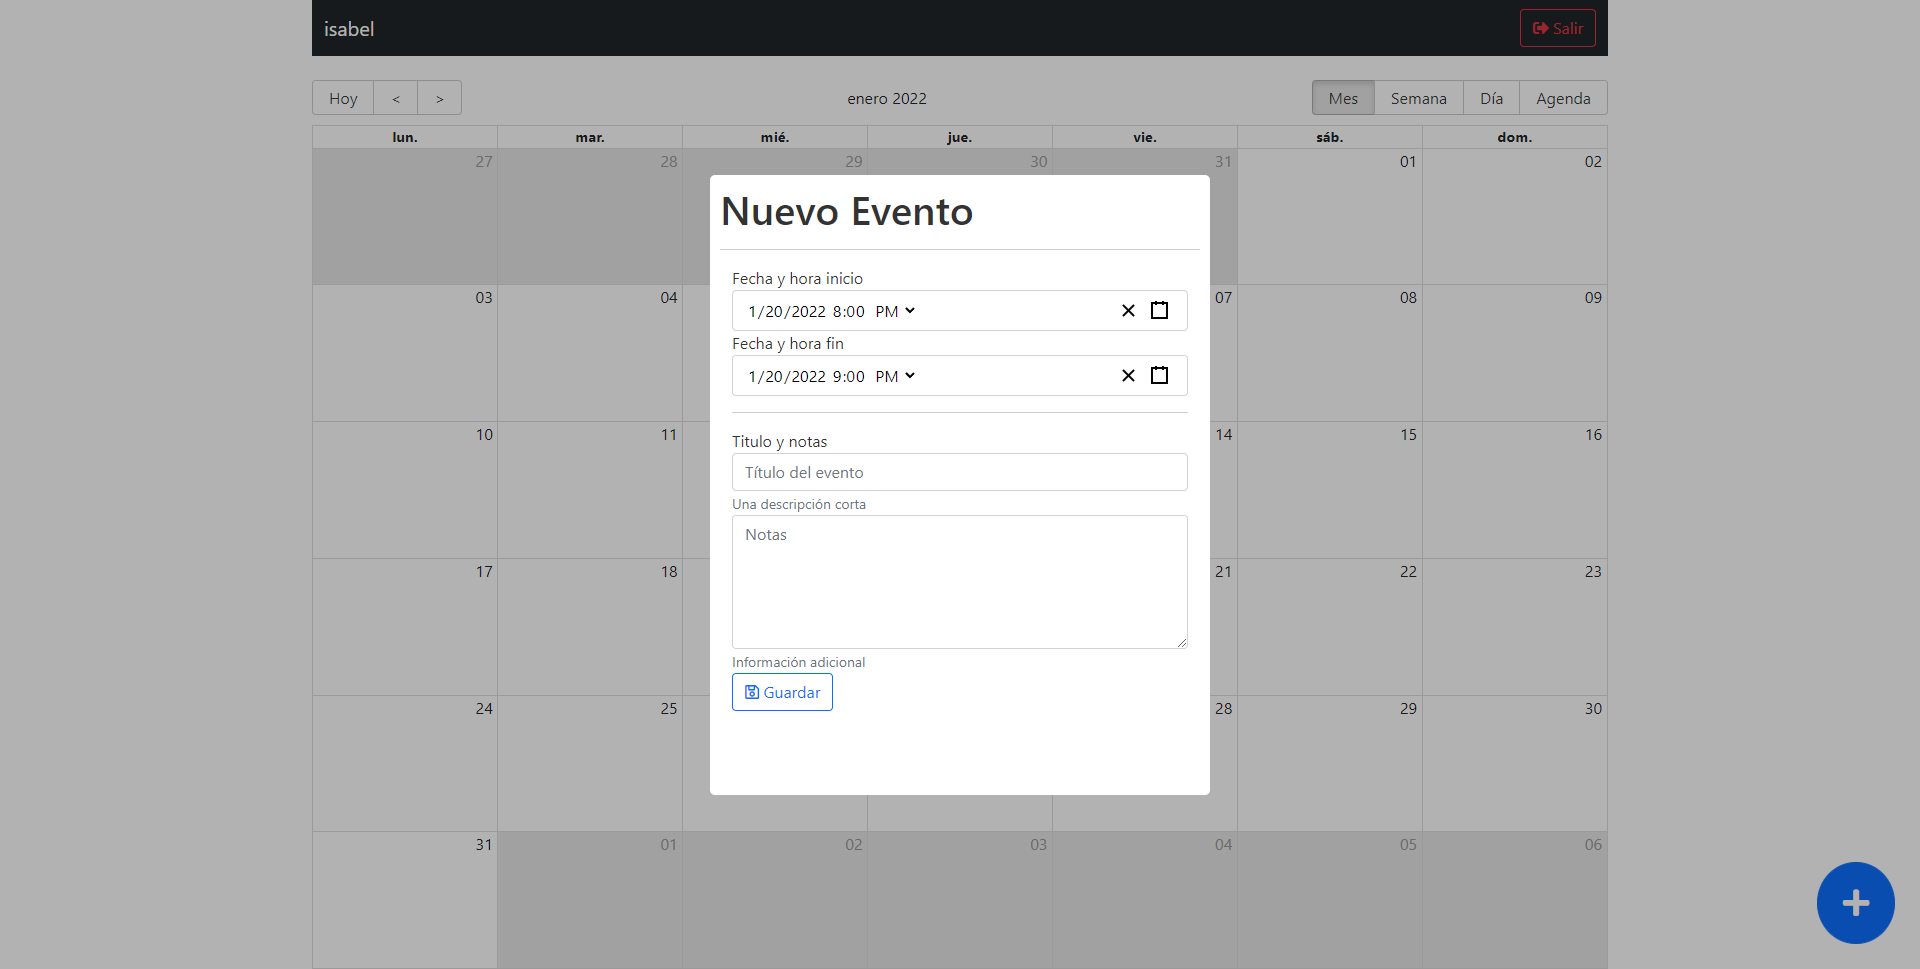 isabel Salir
Hoy < > enero 2022 Mes Semana Día Agenda
lun. mar. mié. jue. vie. sáb. dom.
27 28 29 30 31 01 02
Nuevo Evento
Fecha y hora inicio
03 04 07 08 09
1/20/2022 8:00 PM
Fecha y hora fin
1/20/2022 9:00 PM
10 11 14 15 16
Titulo y notas
Título del evento
Una descripción corta
Notas
17 18 21 22 23
Información adicional
Guardar
24 25 28 29 30
31 01 02 03 04 05 06